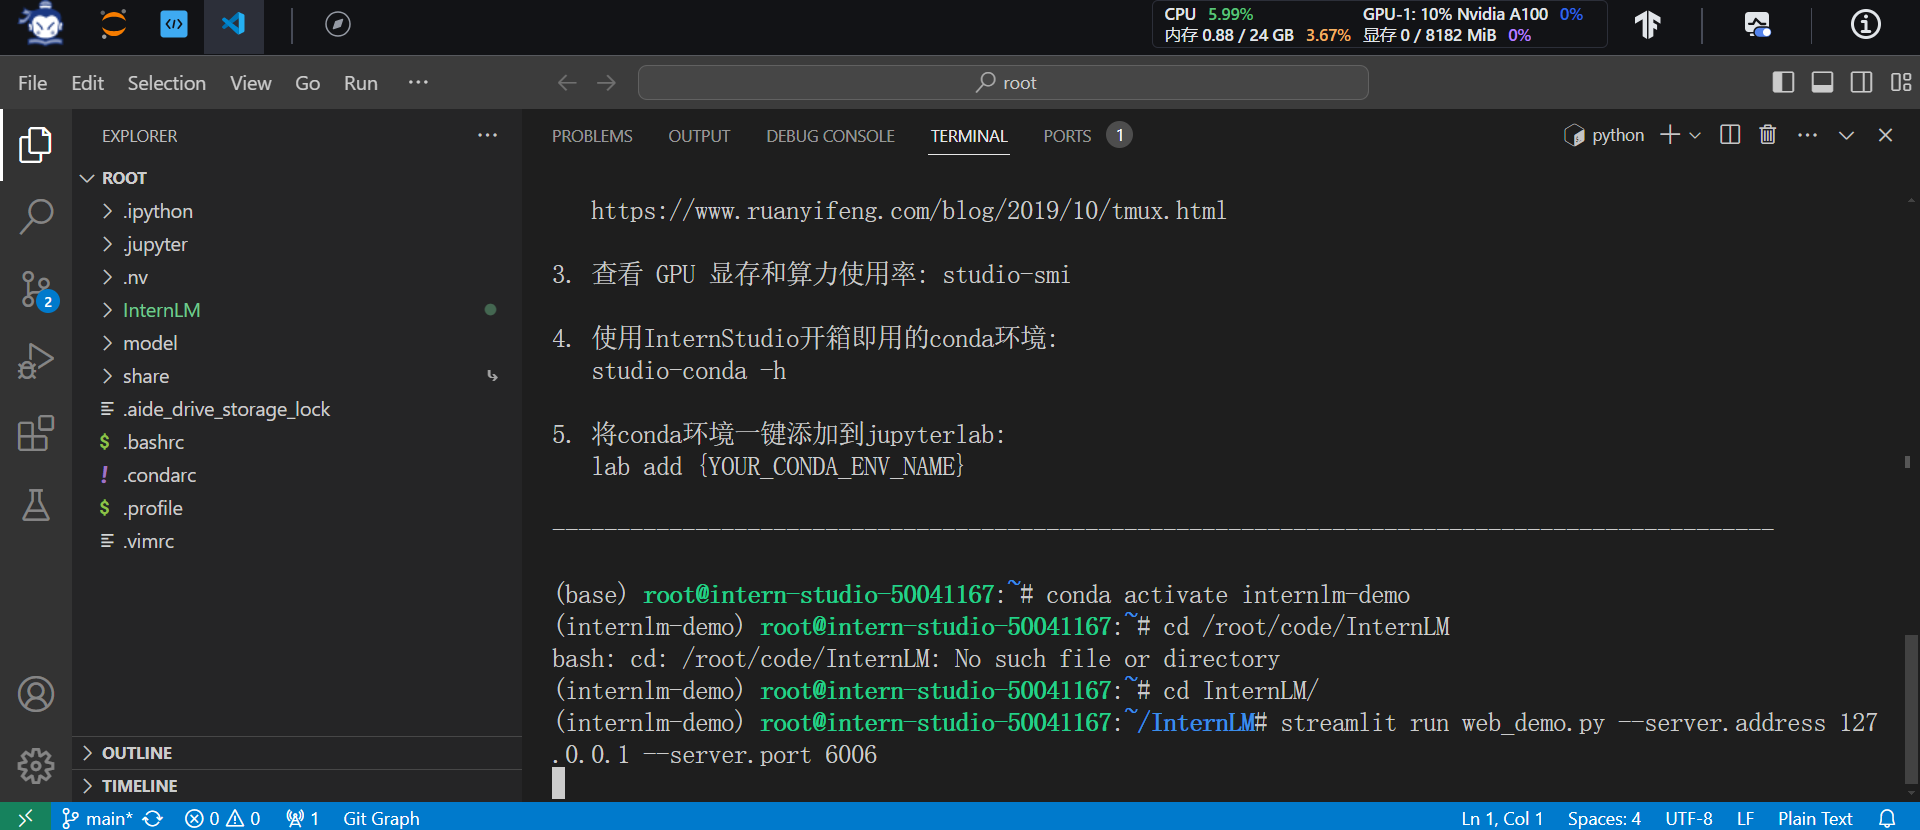 CPU 5.99% GPU-1: 10% Nvidia A100 0%
内存 0.88 / 24 GB 3.67% 显存 0 / 8182 MiB 0%
File Edit Selection View Go Run ··· root
EXPLORER ···
ROOT
.ipython
.jupyter
.nv
InternLM
model
share
.aide_drive_storage_lock
.bashrc
.condarc
.profile
.vimrc
OUTLINE
TIMELINE
2
PROBLEMS OUTPUT DEBUG CONSOLE TERMINAL PORTS 1 python
https://www.ruanyifeng.com/blog/2019/10/tmux.html
3. 查看 GPU 显存和算力使用率: studio-smi
4. 使用InternStudio开箱即用的conda环境:
studio-conda -h
5. 将conda环境一键添加到jupyterlab:
lab add {YOUR_CONDA_ENV_NAME}
----------------------------------------------------------------------------------------------
(base) root@intern-studio-50041167:~# conda activate internlm-demo
(internlm-demo) root@intern-studio-50041167:~# cd /root/code/InternLM
bash: cd: /root/code/InternLM: No such file or directory
(internlm-demo) root@intern-studio-50041167:~# cd InternLM/
(internlm-demo) root@intern-studio-50041167:~/InternLM# streamlit run web_demo.py --server.address 127
.0.0.1 --server.port 6006
main* 0 0 1 Git Graph Ln 1, Col 1 Spaces: 4 UTF-8 LF Plain Text